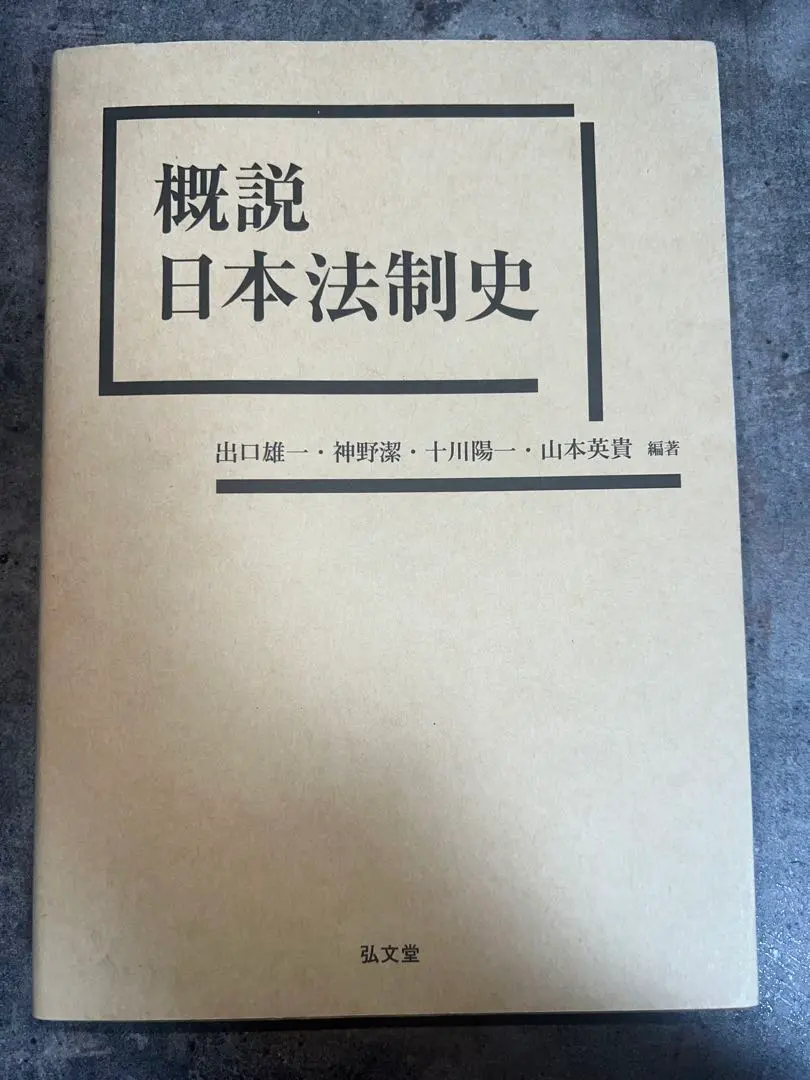 概説
日本法制史
出口雄一・神野潔・十川陽一・山本英貴 編著
弘文堂